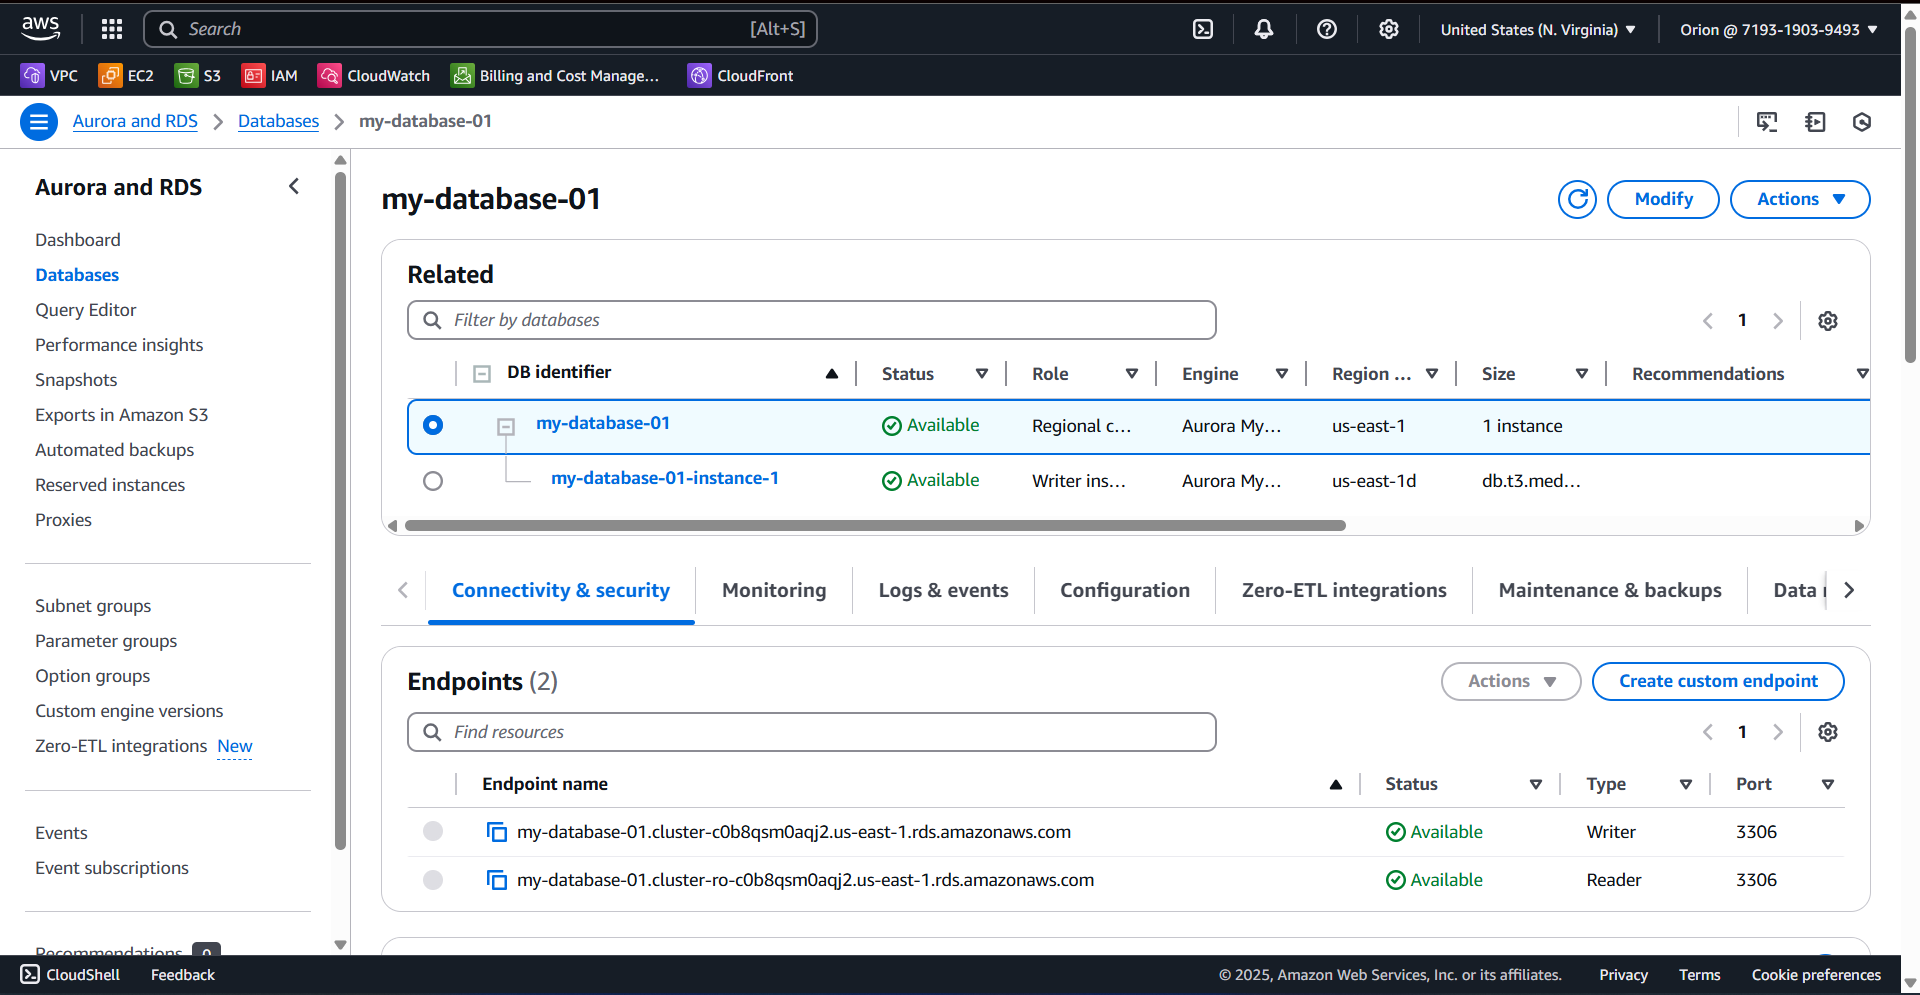 aws
Search [Alt+S]
United States (N. Virginia)
Orion @ 7193-1903-9493
VPC EC2 S3 IAM CloudWatch Billing and Cost Manage... CloudFront
Aurora and RDS Databases my-database-01
Aurora and RDS
Dashboard
Databases
Query Editor
Performance insights
Snapshots
Exports in Amazon S3
Automated backups
Reserved instances
Proxies
Subnet groups
Parameter groups
Option groups
Custom engine versions
Zero-ETL integrations New
Events
Event subscriptions
Recommendations 0
my-database-01
Modify
Actions
Related
Filter by databases
1
DB identifier Status Role Engine Region ... Size Recommendations
my-database-01 Available Regional c... Aurora My... us-east-1 1 instance
my-database-01-instance-1 Available Writer ins... Aurora My... us-east-1d db.t3.med...
Connectivity & security Monitoring Logs & events Configuration Zero-ETL integrations Maintenance & backups Data
Endpoints (2)
Actions
Create custom endpoint
Find resources
1
Endpoint name Status Type Port
my-database-01.cluster-c0b8qsm0aqj2.us-east-1.rds.amazonaws.com Available Writer 3306
my-database-01.cluster-ro-c0b8qsm0aqj2.us-east-1.rds.amazonaws.com Available Reader 3306
CloudShell Feedback
© 2025, Amazon Web Services, Inc. or its affiliates. Privacy Terms Cookie preferences